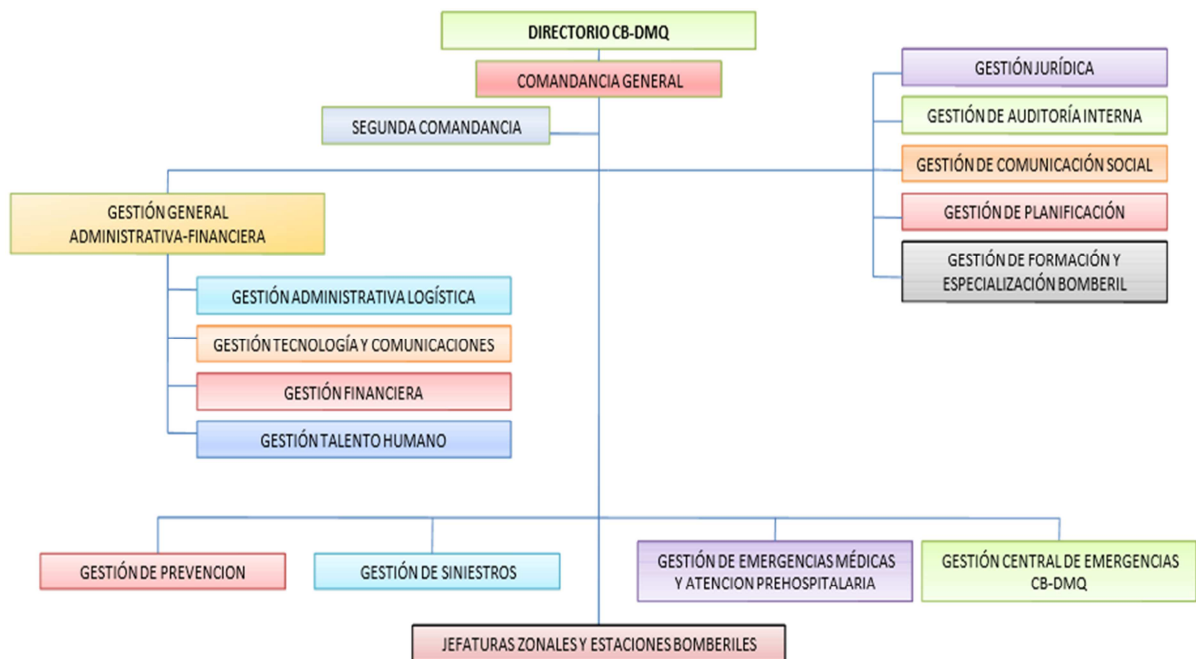 DIRECTORIO CB-DMQ
COMANDANCIA GENERAL
SEGUNDA COMANDANCIA
GESTIÓN JURÍDICA
GESTIÓN DE AUDITORÍA INTERNA
GESTIÓN DE COMUNICACIÓN SOCIAL
GESTIÓN DE PLANIFICACIÓN
GESTIÓN DE FORMACIÓN Y
ESPECIALIZACIÓN BOMBERIL
GESTIÓN GENERAL
ADMINISTRATIVA-FINANCIERA
GESTIÓN ADMINISTRATIVA LOGÍSTICA
GESTIÓN TECNOLOGÍA Y COMUNICACIONES
GESTIÓN FINANCIERA
GESTIÓN TALENTO HUMANO
GESTIÓN DE PREVENCION
GESTIÓN DE SINIESTROS
GESTIÓN DE EMERGENCIAS MÉDICAS
Y ATENCION PREHOSPITALARIA
GESTIÓN CENTRAL DE EMERGENCIAS
CB-DMQ
JEFATURAS ZONALES Y ESTACIONES BOMBERILES